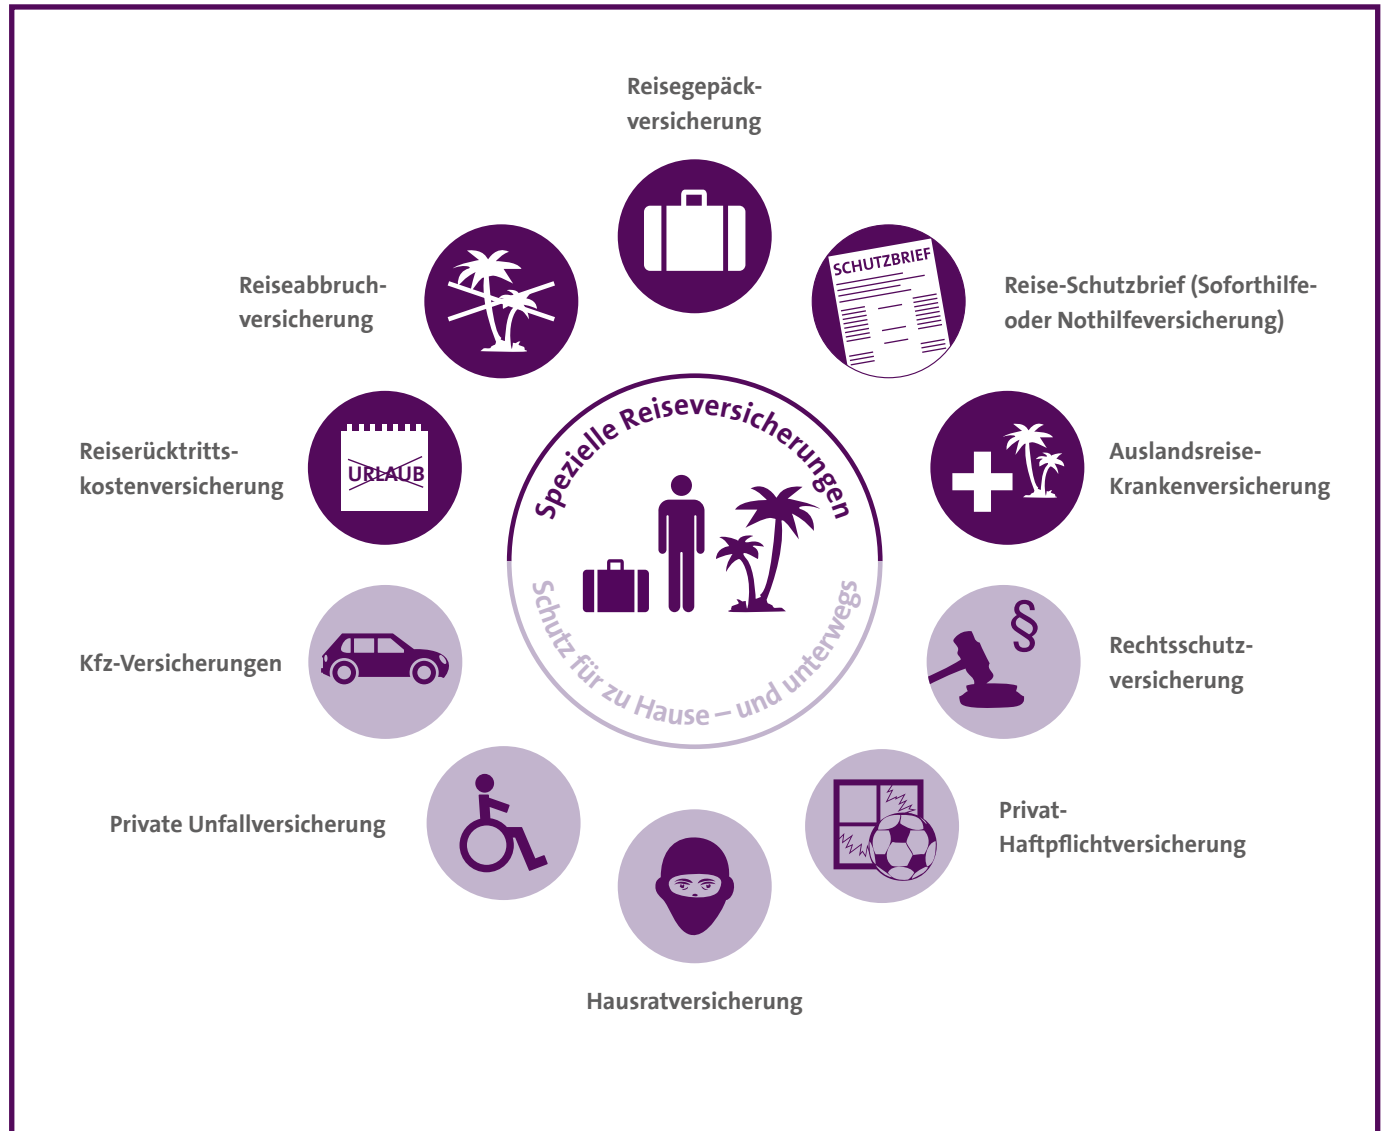 Reisegepäck-
versicherung
SCHUTZBRIEF
Reiseabbruch-
versicherung
Reise-Schutzbrief (Soforthilfe-
oder Nothilfeversicherung)
Spezielle Reiseversicherungen
Reiserücktritts-
kostenversicherung
URLAUB
Auslandsreise-
Krankenversicherung
Schutz für zu Hause – und unterwegs
§
Kfz-Versicherungen
Rechtsschutz-
versicherung
Private Unfallversicherung
Privat-
Haftpflichtversicherung
Hausratversicherung